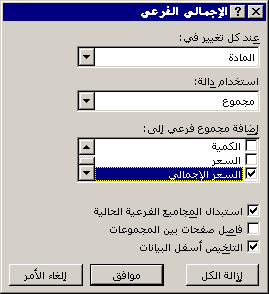 الإجمالي الفرعي
عند كل تغيير في:
المادة
استخدام دالة:
مجموع
إضافة مجموع فرعي إلى:
الكمية
السعر
السعر الإجمالي
استبدال المجاميع الفرعية الحالية
فاصل صفحات بين المجموعات
التلخيص أسفل البيانات
إزالة الكل
موافق
إلغاء الأمر